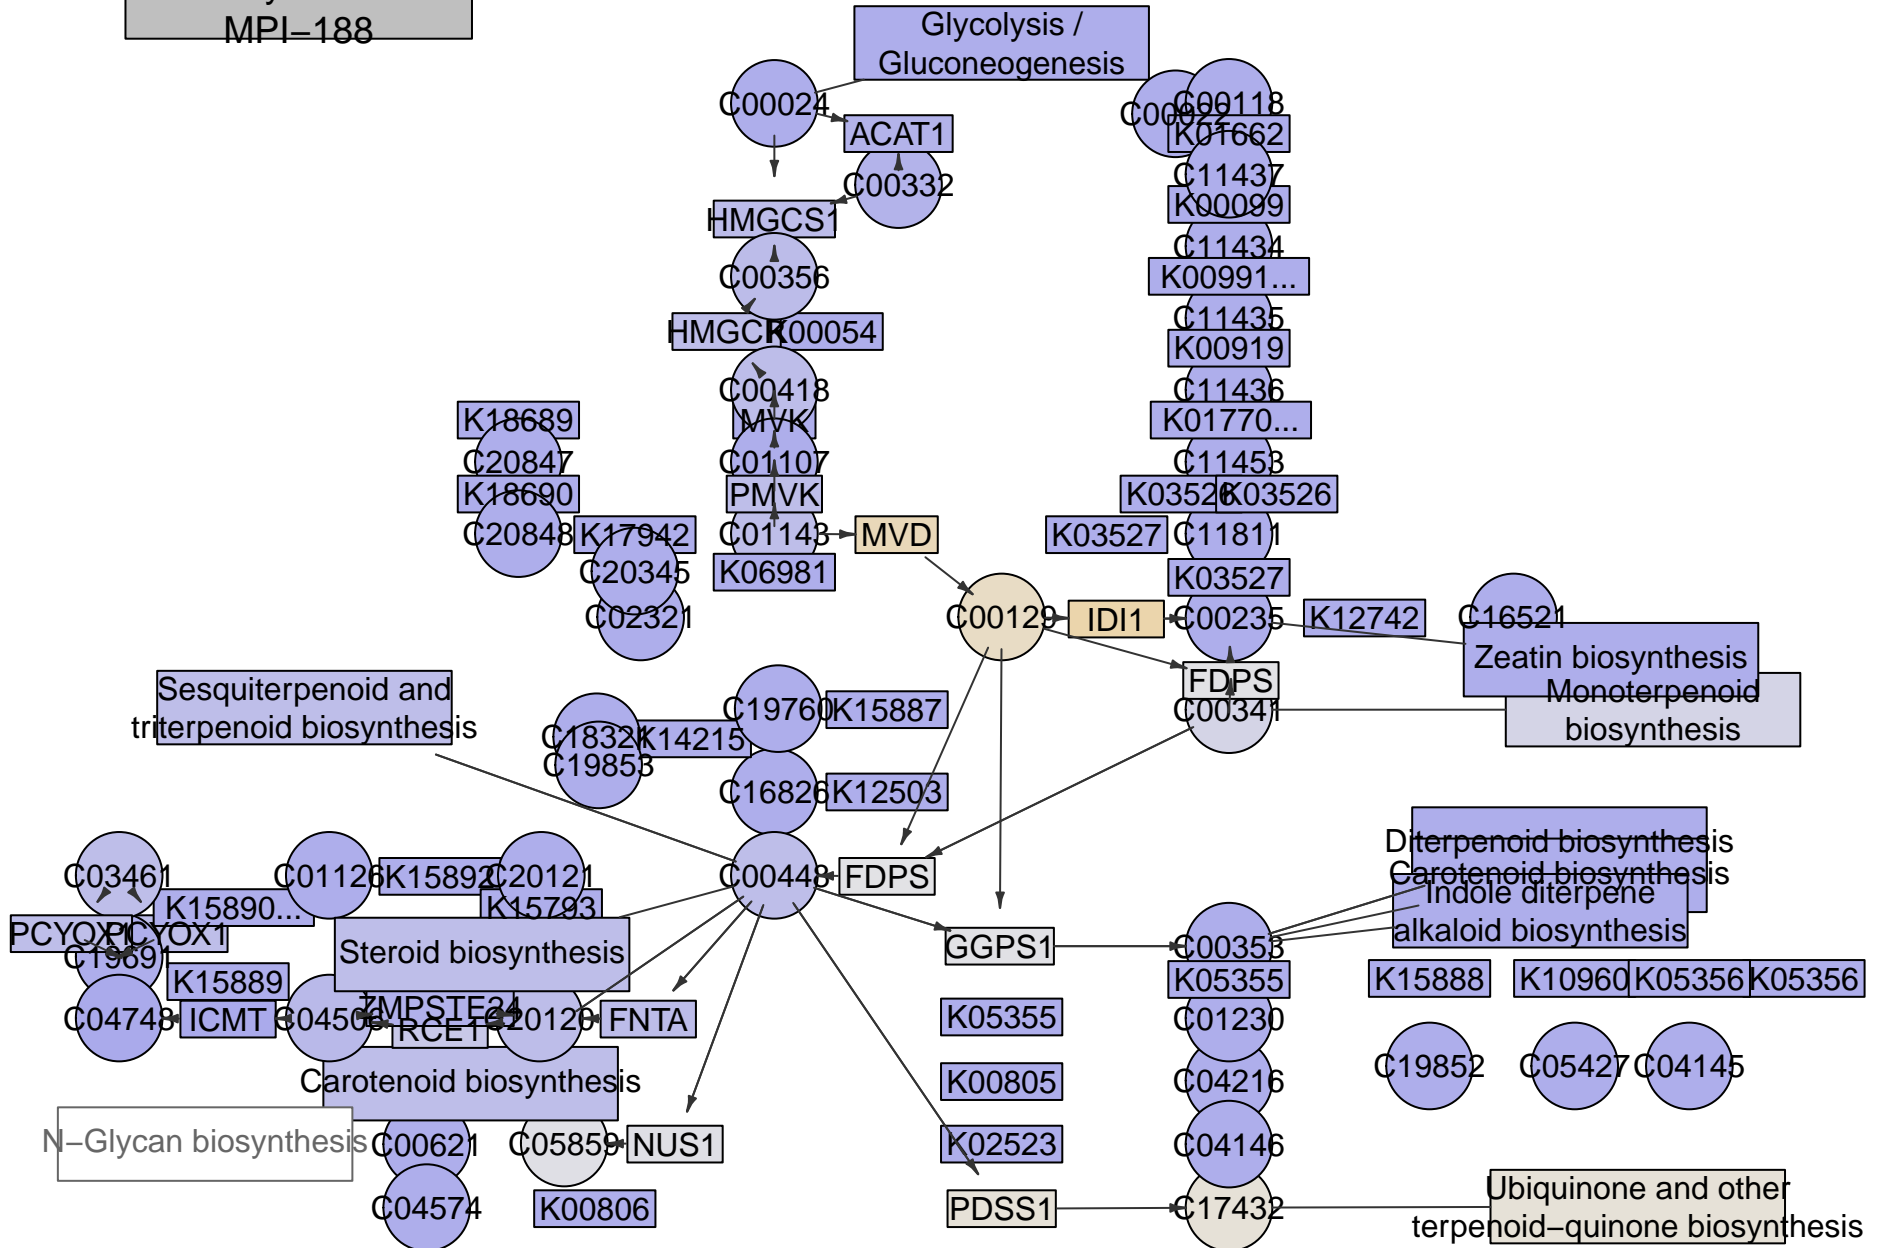 MPI−188
Glycolysis /
Gluconeogenesis
C00024
C00118
C00022
ACAT1
K01662
C11437
C00332
K00099
HMGCS1
C11434
C00356
K00991...
C11435
HMGCR
K00054
K00919
C00418
C11436
K18689
MVK
K01770...
C20847
C01107
C11453
K18690
PMVK
K03526
K03526
C20848
K17942
C01143
MVD
K03527
C11811
C20345
K06981
K03527
C02321
C00129
IDI1
C00235
K12742
C16521
Zeatin biosynthesis
FDPS
Sesquiterpenoid and
triterpenoid biosynthesis
Monoterpenoid
biosynthesis
C19760
K15887
C00341
C18324
K14215
C19853
C16826
K12503
Diterpenoid biosynthesis
Carotenoid biosynthesis
C03461
C01126
K15892
C20121
C00448
FDPS
Indole diterpene
alkaloid biosynthesis
K15890...
K15793
PCYOX1
PCYOX1
C19691
Steroid biosynthesis
GGPS1
C00353
K15889
K05355
K15888
K10960
K05356
K05356
C04748
ICMT
C04506
ZMPSTE24
RCE1
C20120
FNTA
K05355
C01230
C19852
C05427
C04145
Carotenoid biosynthesis
K00805
C04216
N−Glycan biosynthesis
C00621
C05859
NUS1
K02523
C04146
C04574
K00806
PDSS1
C17432
Ubiquinone and other
terpenoid−quinone biosynthesis